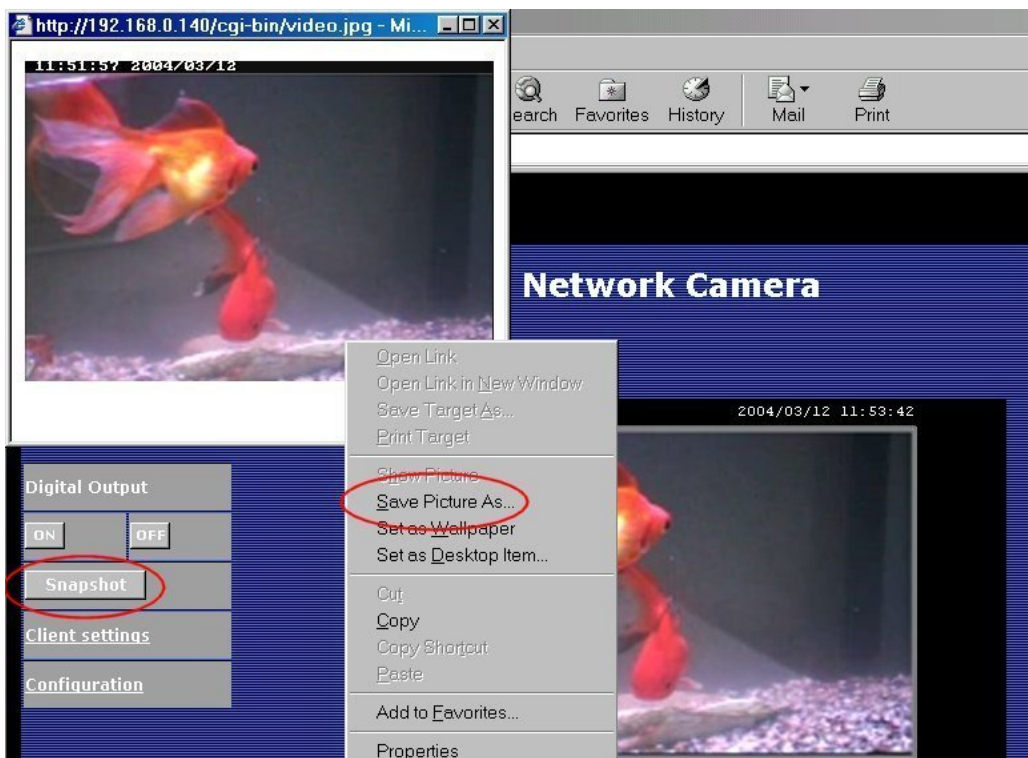 http://192.168.0.140/cgi-bin/video.jpg - Mi...
11:51:57 2004/03/12
earch Favorites History Mail Print
Network Camera
2004/03/12 11:53:42
Digital Output
ON OFF
Snapshot
Client settings
Configuration
Open Link
Open Link in New Window
Save Target As...
Print Target
Show Picture
Save Picture As...
Set as Wallpaper
Set as Desktop Item...
Cut
Copy
Copy Shortcut
Paste
Add to Favorites...
Properties